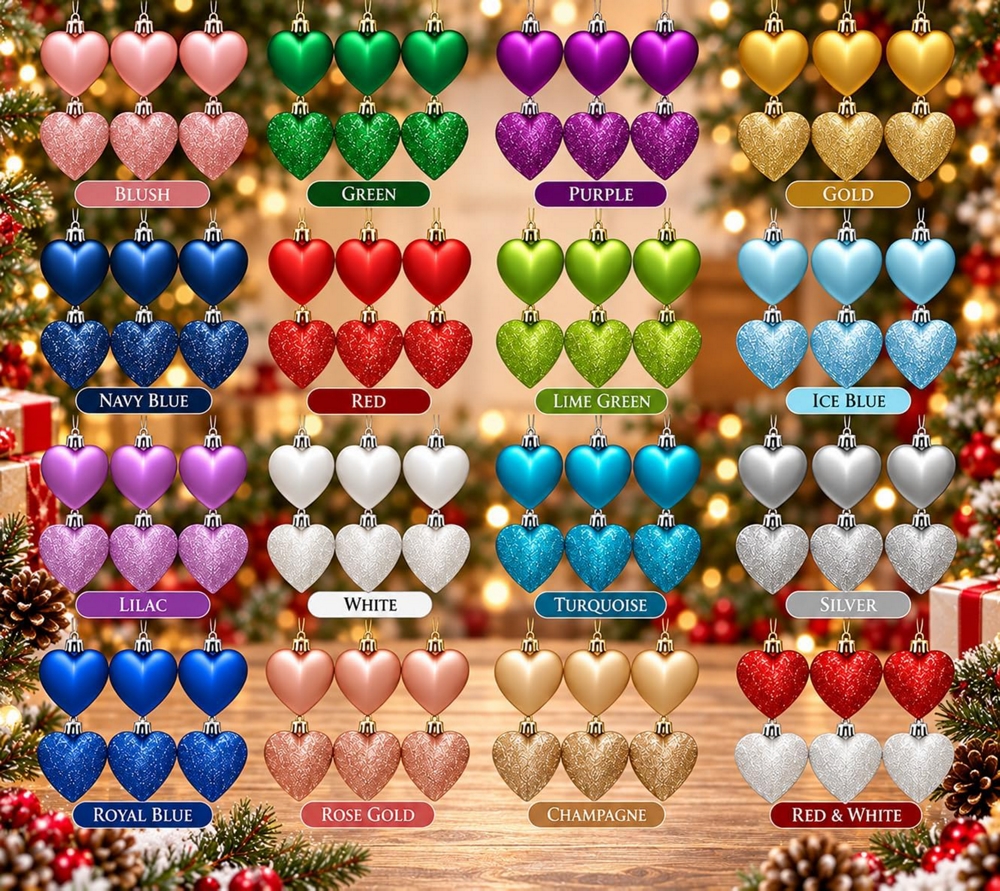 BLUSH
GREEN
PURPLE
GOLD
NAVY BLUE
RED
LIME GREEN
ICE BLUE
LILAC
WHITE
TURQUOISE
SILVER
ROYAL BLUE
ROSE GOLD
CHAMPAGNE
RED & WHITE